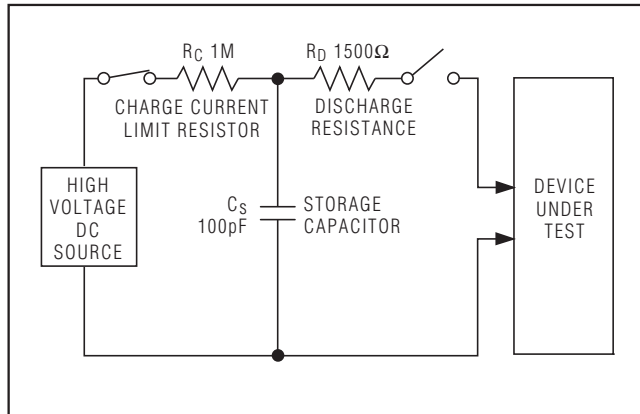 RC 1M
RD 1500Ω
CHARGE CURRENT
LIMIT RESISTOR
DISCHARGE
RESISTANCE
HIGH
VOLTAGE
DC
SOURCE
CS
100pF
STORAGE
CAPACITOR
DEVICE
UNDER
TEST